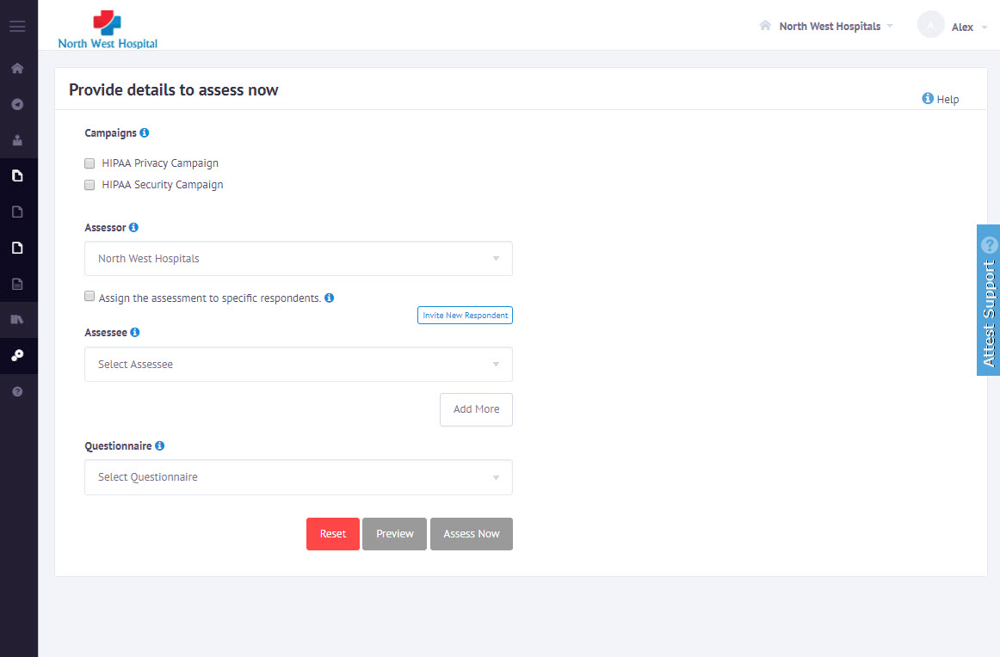 North West Hospital
North West Hospitals
A
Alex
Provide details to assess now
Help
Campaigns
HIPAA Privacy Campaign
HIPAA Security Campaign
Assessor
North West Hospitals
Assign the assessment to specific respondents.
Invite New Respondent
Assessee
Select Assessee
Add More
Questionnaire
Select Questionnaire
Reset Preview Assess Now
Attest Support